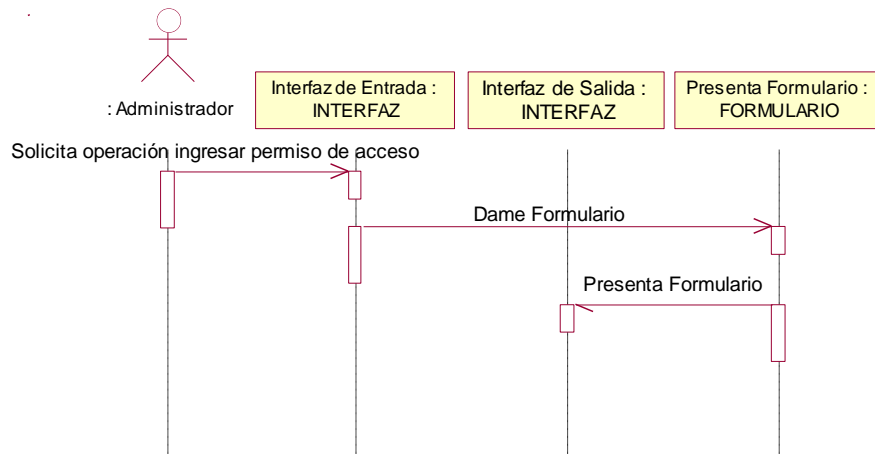 : Administrador
Interfaz de Entrada :
INTERFAZ
Interfaz de Salida :
INTERFAZ
Presenta Formulario :
FORMULARIO
Solicita operación ingresar permiso de acceso
Dame Formulario
Presenta Formulario